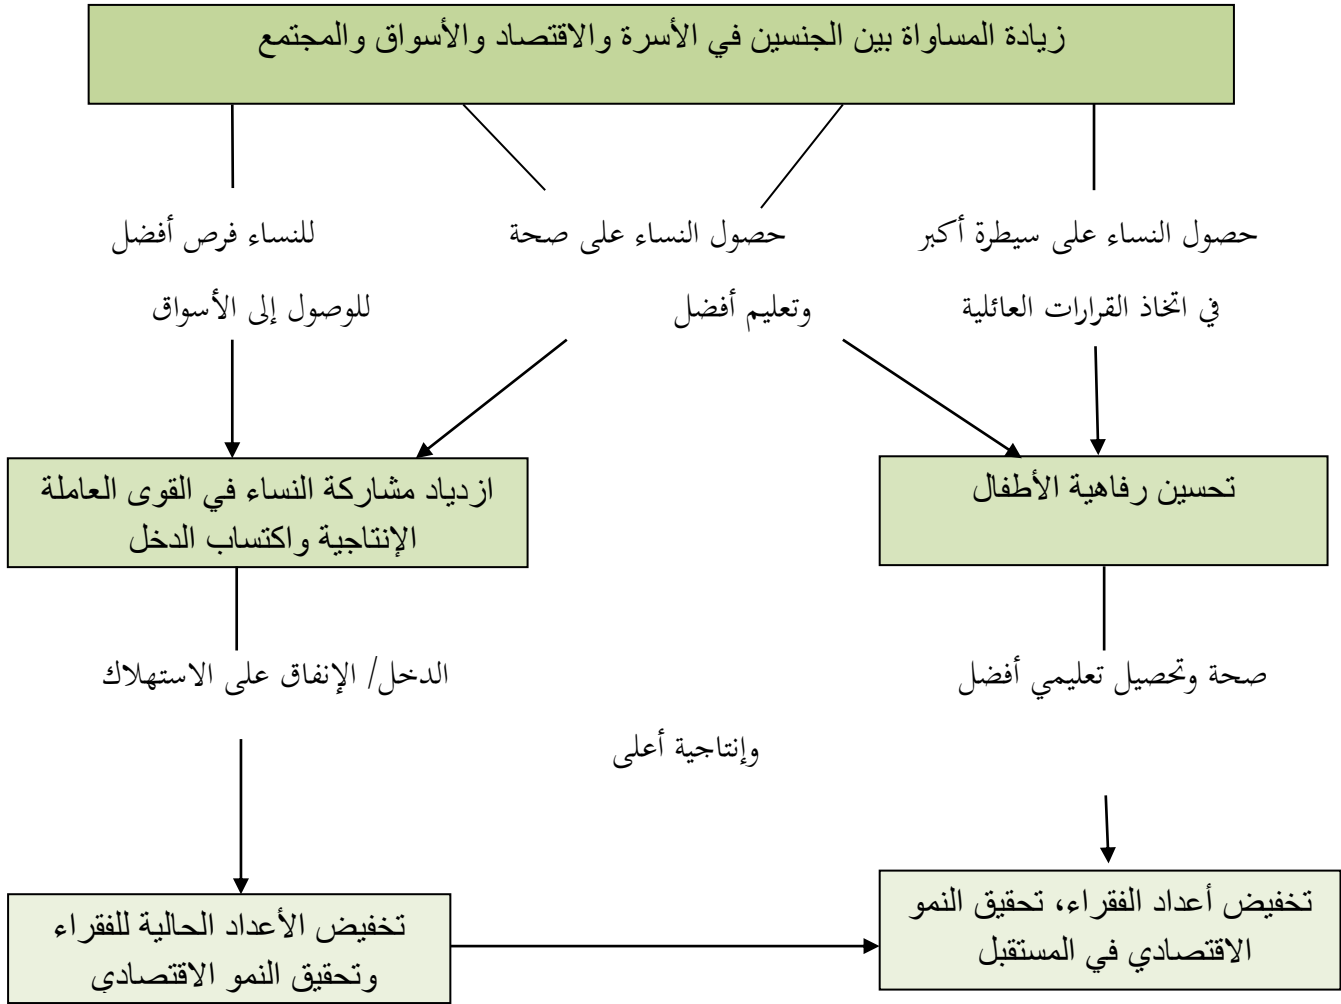 زيادة المساواة بين الجنسين في الأسرة والاقتصاد والأسواق والمجتمع
حصول النساء على سيطرة أكبر
في اتخاذ القرارات العائلية
حصول النساء على صحة
وتعليم أفضل
للنساء فرص أفضل
للوصول إلى الأسواق
تحسين رفاهية الأطفال
ازدياد مشاركة النساء في القوى العاملة
الإنتاجية واكتساب الدخل
صحة وتحصيل تعليمي أفضل
الدخل/ الإنفاق على الاستهلاك
وإنتاجية أعلى
تخفيض أعداد الفقراء، تحقيق النمو
الاقتصادي في المستقبل
تخفيض الأعداد الحالية للفقراء
وتحقيق النمو الاقتصادي